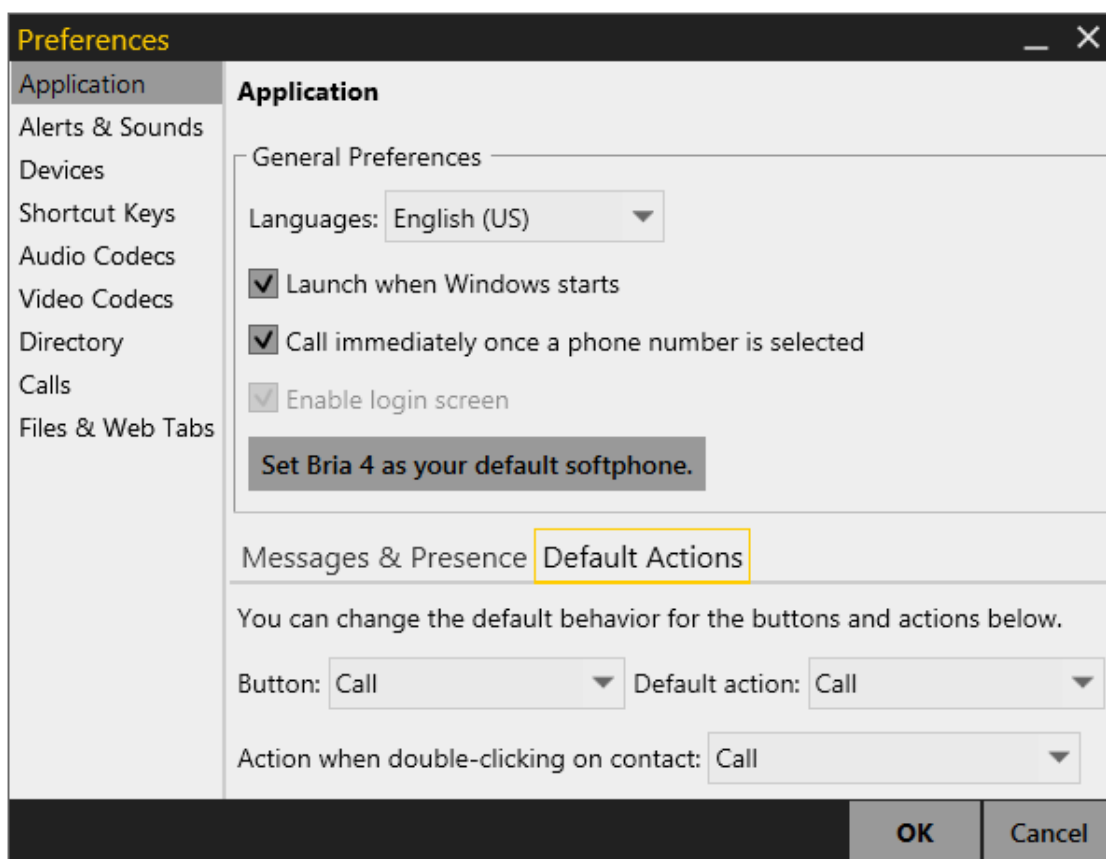 Preferences
Application
Alerts & Sounds
Devices
Shortcut Keys
Audio Codecs
Video Codecs
Directory
Calls
Files & Web Tabs
Application
General Preferences
Languages: English (US)
Launch when Windows starts
Call immediately once a phone number is selected
Enable login screen
Set Bria 4 as your default softphone.
Messages & Presence Default Actions
You can change the default behavior for the buttons and actions below.
Button: Call Default action: Call
Action when double-clicking on contact: Call
OK Cancel